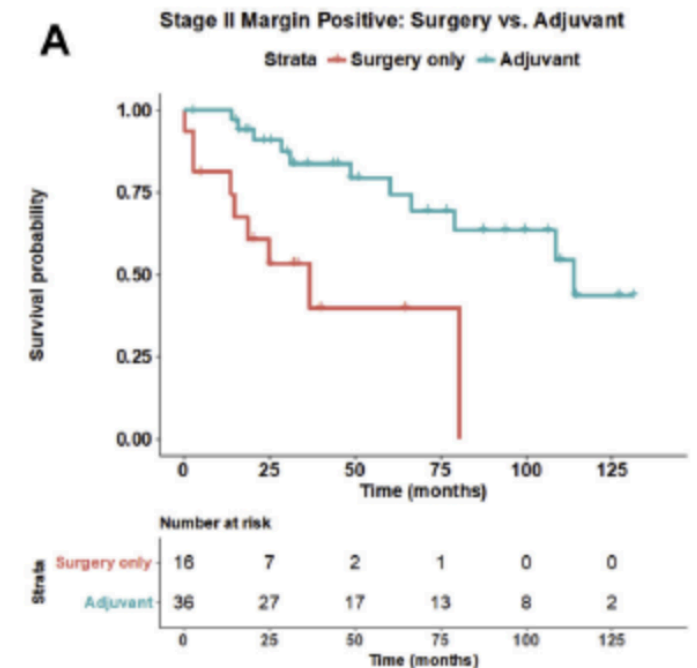 A
Stage II Margin Positive: Surgery vs. Adjuvant
Strata Surgery only Adjuvant
Survival probability
1.00
0.75
0.50
0.25
0.00
0 25 50 75 100 125
Time (months)
Number at risk
Strata
Surgery only 16 7 2 1 0 0
Adjuvant 36 27 17 13 8 2
0 25 50 75 100 125
Time (months)